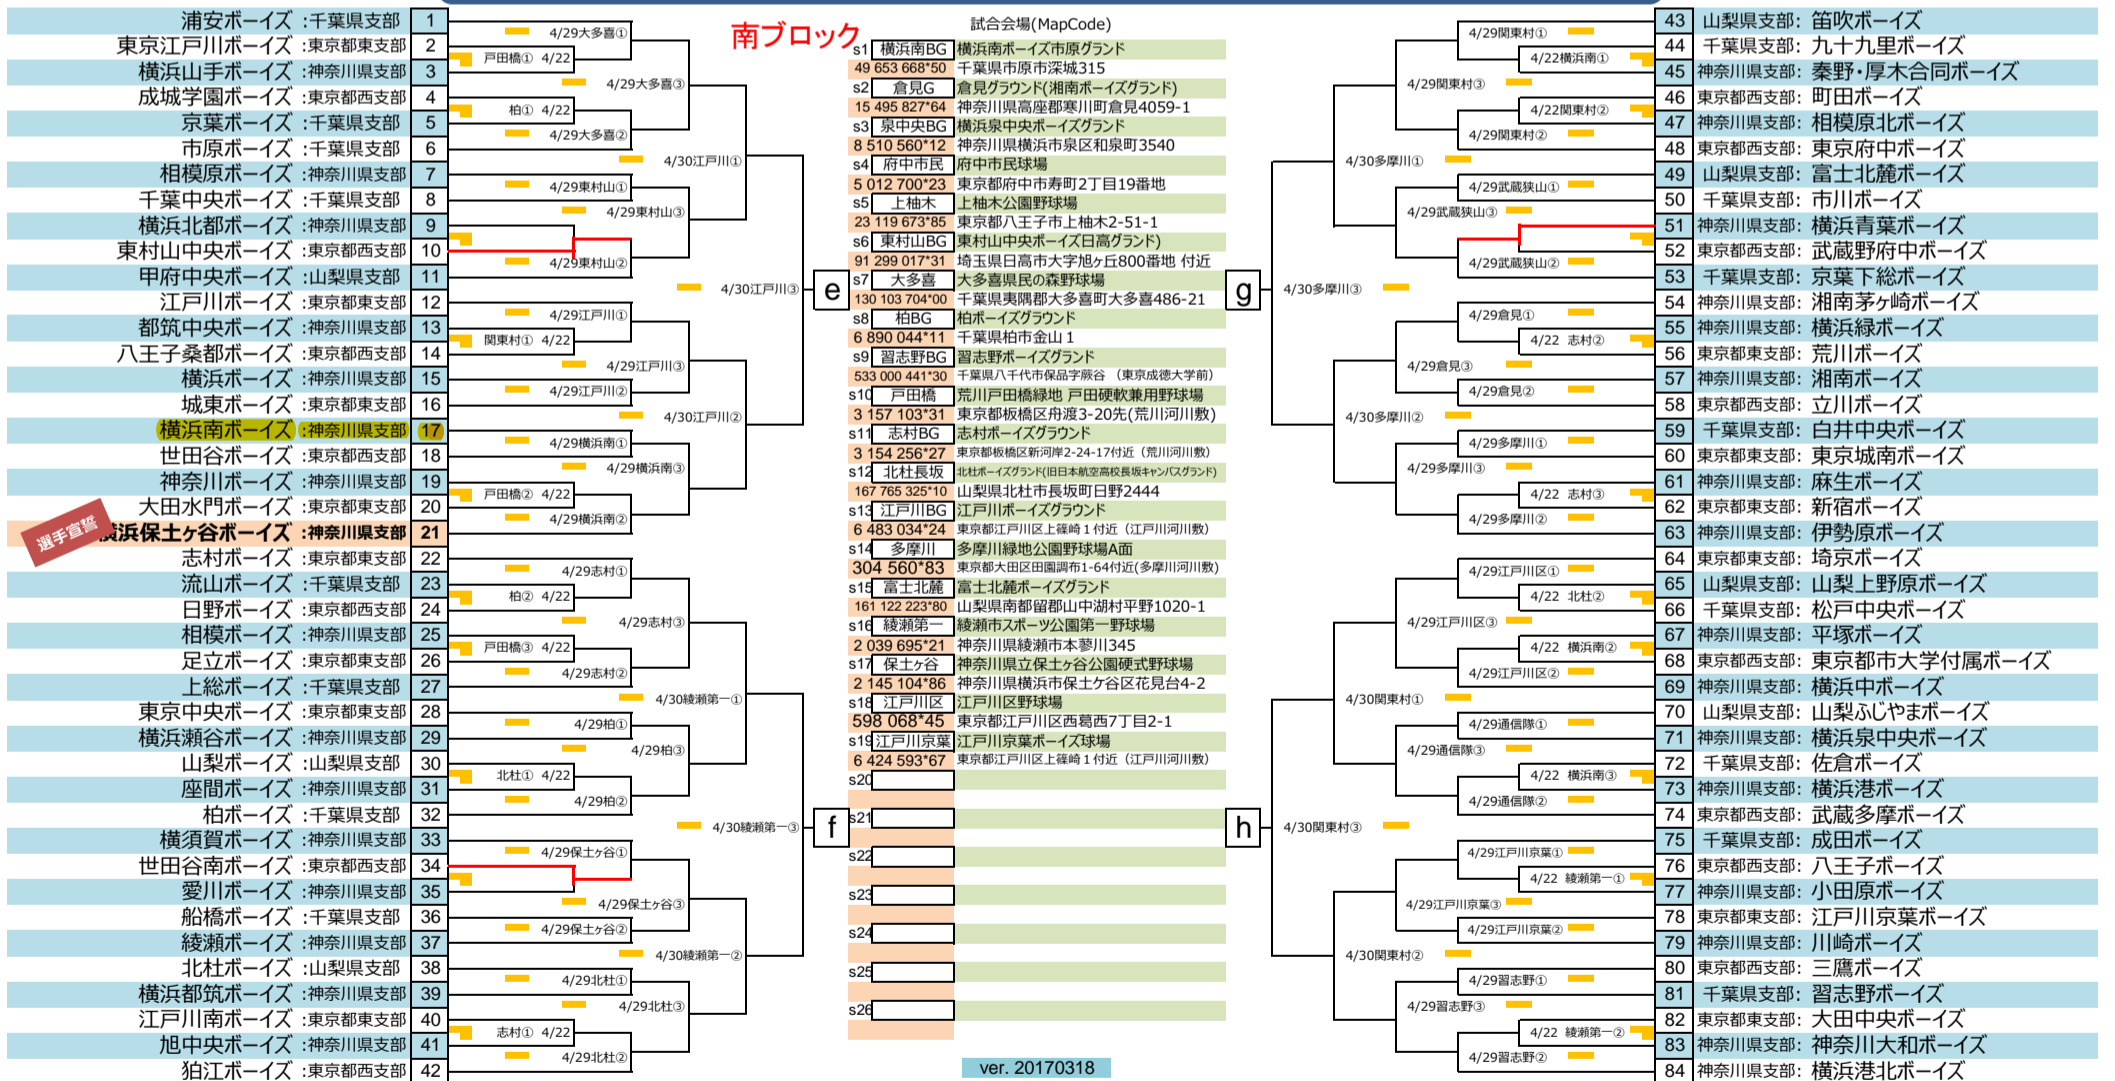 南ブロック
浦安ボーイズ :千葉県支部 1
東京江戸川ボーイズ :東京都東支部 2
横浜山手ボーイズ :神奈川県支部 3
成城学園ボーイズ :東京都西支部 4
京葉ボーイズ :千葉県支部 5
市原ボーイズ :千葉県支部 6
相模原ボーイズ :神奈川県支部 7
千葉中央ボーイズ :千葉県支部 8
横浜北都ボーイズ :神奈川県支部 9
東村山中央ボーイズ :東京都西支部 10
甲府中央ボーイズ :山梨県支部 11
江戸川ボーイズ :東京都東支部 12
都筑中央ボーイズ :神奈川県支部 13
八王子桑都ボーイズ :東京都西支部 14
横浜ボーイズ :神奈川県支部 15
城東ボーイズ :東京都東支部 16
横浜南ボーイズ :神奈川県支部 17
世田谷ボーイズ :東京都西支部 18
神奈川ボーイズ :神奈川県支部 19
大田水門ボーイズ :東京都東支部 20
選手宣誓
横浜保土ヶ谷ボーイズ :神奈川県支部 21
志村ボーイズ :東京都東支部 22
流山ボーイズ :千葉県支部 23
日野ボーイズ :東京都西支部 24
相模ボーイズ :神奈川県支部 25
足立ボーイズ :東京都東支部 26
上総ボーイズ :千葉県支部 27
東京中央ボーイズ :東京都東支部 28
横浜瀬谷ボーイズ :神奈川県支部 29
山梨ボーイズ :山梨県支部 30
座間ボーイズ :神奈川県支部 31
柏ボーイズ :千葉県支部 32
横須賀ボーイズ :神奈川県支部 33
世田谷南ボーイズ :東京都西支部 34
愛川ボーイズ :神奈川県支部 35
船橋ボーイズ :千葉県支部 36
綾瀬ボーイズ :神奈川県支部 37
北杜ボーイズ :山梨県支部 38
横浜都筑ボーイズ :神奈川県支部 39
江戸川南ボーイズ :東京都東支部 40
旭中央ボーイズ :神奈川県支部 41
狛江ボーイズ :東京都西支部 42
4/29大多喜①
戸田橋① 4/22
4/29大多喜③
柏① 4/22
4/29大多喜②
4/30江戸川①
4/29東村山①
4/29東村山③
4/29東村山②
4/30江戸川③
4/29江戸川①
関東村① 4/22
4/29江戸川③
4/29江戸川②
4/30江戸川②
4/29横浜南①
4/29横浜南③
戸田橋② 4/22
4/29横浜南②
4/29志村①
柏② 4/22
4/29志村③
戸田橋③ 4/22
4/29志村②
4/30綾瀬第一①
4/29柏①
4/29柏③
北杜① 4/22
4/29柏②
4/30綾瀬第一③
4/29保土ヶ谷①
4/29保土ヶ谷③
4/29保土ヶ谷②
4/30綾瀬第一②
4/29北杜①
4/29北杜③
志村① 4/22
4/29北杜②
e
f
試合会場(MapCode)
s1 横浜南BG 横浜南ボーイズ市原グランド
49 653 668*50 千葉県市原市深城315
s2 倉見G 倉見グラウンド(湘南ボーイズグランド)
15 495 827*64 神奈川県高座郡寒川町倉見4059-1
s3 泉中央BG 横浜泉中央ボーイズグランド
8 510 560*12 神奈川県横浜市泉区和泉町3540
s4 府中市民 府中市民球場
5 012 700*23 東京都府中市寿町2丁目19番地
s5 上柚木 上柚木公園野球場
23 119 673*85 東京都八王子市上柚木2-51-1
s6 東村山BG 東村山中央ボーイズ日高グランド)
91 299 017*31 埼玉県日高市大字旭ヶ丘800番地 付近
s7 大多喜 大多喜県民の森野球場
130 103 704*00 千葉県夷隅郡大多喜町大多喜486-21
s8 柏BG 柏ボーイズグラウンド
6 890 044*11 千葉県柏市金山1
s9 習志野BG 習志野ボーイズグランド
533 000 441*30 千葉県八千代市保品字蕨谷 (東京成徳大学前)
s10 戸田橋 荒川戸田橋緑地 戸田硬軟兼用野球場
3 157 103*31 東京都板橋区舟渡3-20先(荒川河川敷)
s11 志村BG 志村ボーイズグラウンド
3 154 256*27 東京都板橋区新河岸2-24-17付近(荒川河川敷)
s12 北杜長坂 北杜ボーイズグランド(旧日本航空高校長坂キャンパスグランド)
167 765 325*10 山梨県北杜市長坂町日野2444
s13 江戸川BG 江戸川ボーイズグラウンド
6 483 034*24 東京都江戸川区上篠崎1付近(江戸川河川敷)
s14 多摩川 多摩川緑地公園野球場A面
304 560*83 東京都大田区田園調布1-64付近(多摩川河川敷)
s15 富士北麓 富士北麓ボーイズグランド
161 122 223*80 山梨県南都留郡山中湖村平野1020-1
s16 綾瀬第一 綾瀬市スポーツ公園第一野球場
2 039 695*21 神奈川県綾瀬市本蓼川345
s17 保土ヶ谷 神奈川県立保土ヶ谷公園硬式野球場
2 145 104*86 神奈川県横浜市保土ケ谷区花見台4-2
s18 江戸川区 江戸川区野球場
598 068*45 東京都江戸川区西葛西7丁目2-1
s19 江戸川京葉 江戸川京葉ボーイズ球場
6 424 593*67 東京都江戸川区上篠崎1付近(江戸川河川敷)
s20
s21
s22
s23
s24
s25
s26
ver. 20170318
g
h
4/29関東村①
4/22横浜南①
4/29関東村③
4/22関東村②
4/29関東村②
4/30多摩川①
4/29武蔵狭山①
4/29武蔵狭山③
4/29武蔵狭山②
4/30多摩川③
4/29倉見①
4/22 志村②
4/29倉見③
4/29倉見②
4/30多摩川②
4/29多摩川①
4/29多摩川③
4/22 志村③
4/29多摩川②
4/29江戸川区①
4/22 北杜②
4/29江戸川区③
4/22 横浜南②
4/29江戸川区②
4/30関東村①
4/29通信隊①
4/29通信隊③
4/22 横浜南③
4/29通信隊②
4/30関東村③
4/29江戸川京葉①
4/22 綾瀬第一①
4/29江戸川京葉③
4/29江戸川京葉②
4/30関東村②
4/29習志野①
4/29習志野③
4/22 綾瀬第一②
4/29習志野②
43 山梨県支部: 笛吹ボーイズ
44 千葉県支部: 九十九里ボーイズ
45 神奈川県支部: 秦野・厚木合同ボーイズ
46 東京都西支部: 町田ボーイズ
47 神奈川県支部: 相模原北ボーイズ
48 東京都西支部: 東京府中ボーイズ
49 山梨県支部: 富士北麓ボーイズ
50 千葉県支部: 市川ボーイズ
51 神奈川県支部: 横浜青葉ボーイズ
52 東京都西支部: 武蔵野府中ボーイズ
53 千葉県支部: 京葉下総ボーイズ
54 神奈川県支部: 湘南茅ヶ崎ボーイズ
55 神奈川県支部: 横浜緑ボーイズ
56 東京都東支部: 荒川ボーイズ
57 神奈川県支部: 湘南ボーイズ
58 東京都西支部: 立川ボーイズ
59 千葉県支部: 白井中央ボーイズ
60 東京都東支部: 東京城南ボーイズ
61 神奈川県支部: 麻生ボーイズ
62 東京都東支部: 新宿ボーイズ
63 神奈川県支部: 伊勢原ボーイズ
64 東京都東支部: 埼京ボーイズ
65 山梨県支部: 山梨上野原ボーイズ
66 千葉県支部: 松戸中央ボーイズ
67 神奈川県支部: 平塚ボーイズ
68 東京都西支部: 東京都市大学付属ボーイズ
69 神奈川県支部: 横浜中ボーイズ
70 山梨県支部: 山梨ふじやまボーイズ
71 神奈川県支部: 横浜泉中央ボーイズ
72 千葉県支部: 佐倉ボーイズ
73 神奈川県支部: 横浜港ボーイズ
74 東京都西支部: 武蔵多摩ボーイズ
75 千葉県支部: 成田ボーイズ
76 東京都西支部: 八王子ボーイズ
77 神奈川県支部: 小田原ボーイズ
78 東京都東支部: 江戸川京葉ボーイズ
79 神奈川県支部: 川崎ボーイズ
80 東京都西支部: 三鷹ボーイズ
81 千葉県支部: 習志野ボーイズ
82 東京都東支部: 大田中央ボーイズ
83 神奈川県支部: 神奈川大和ボーイズ
84 神奈川県支部: 横浜港北ボーイズ